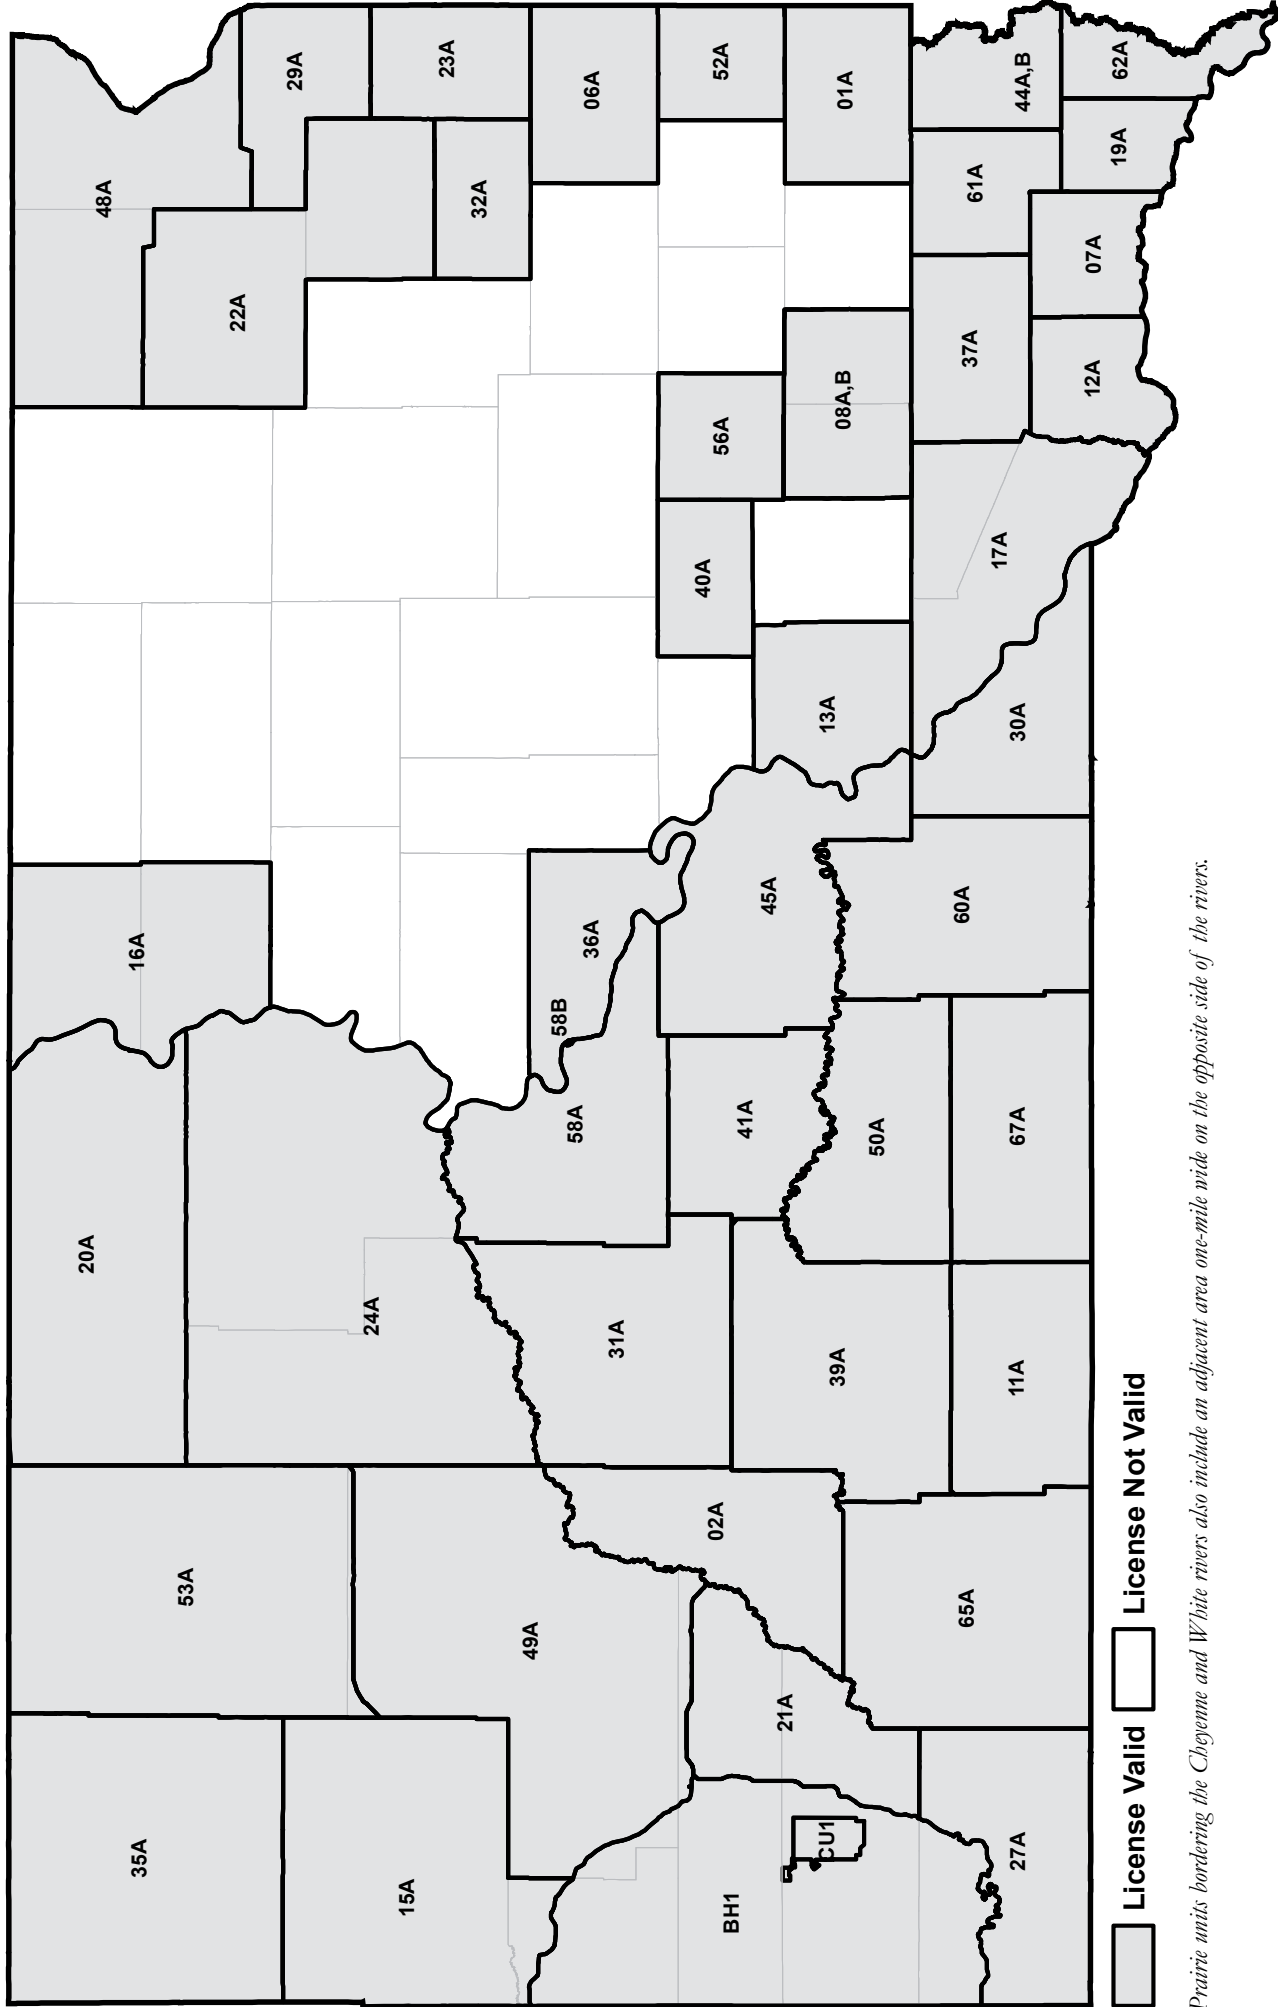 35A
53A
20A
16A
48A
22A
29A
23A
15A
49A
24A
32A
06A
31A
58A
58B
36A
52A
BH1
21A
02A
41A
45A
40A
56A
01A
CU1
39A
50A
13A
08A,B
65A
60A
37A
61A
44A,B
27A
11A
67A
30A
17A
12A
07A
19A
62A
License Valid
License Not Valid
Prairie units bordering the Cheyenne and White rivers also include an adjacent area one-mile wide on the opposite side of the rivers.